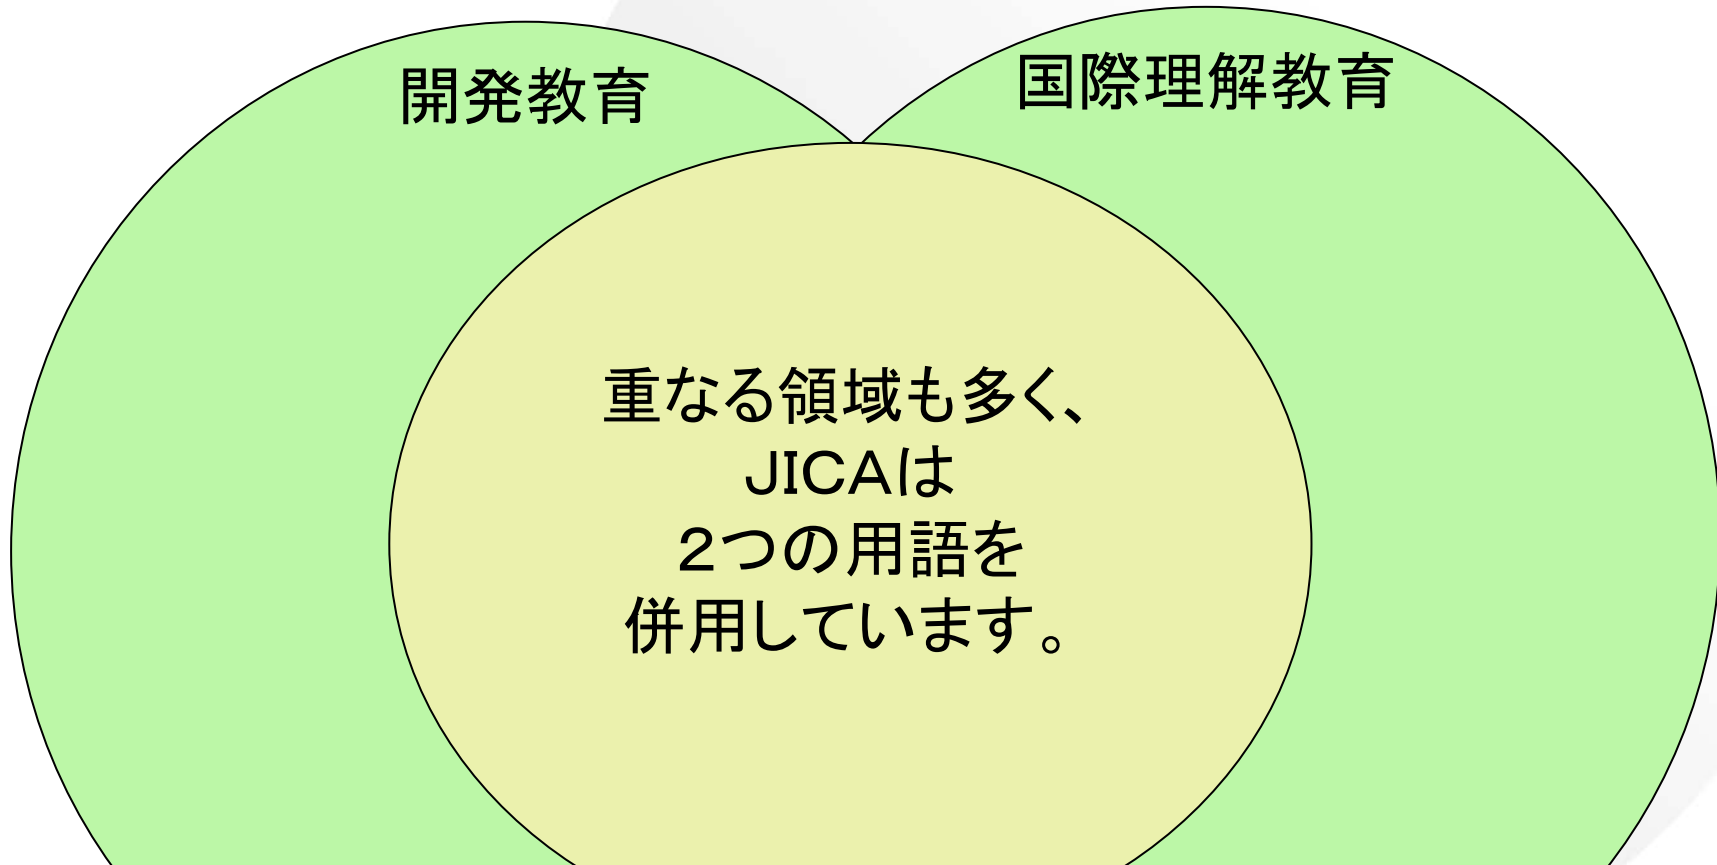 開発教育
国際理解教育
重なる領域も多く、
JICAは
２つの用語を
併用しています。